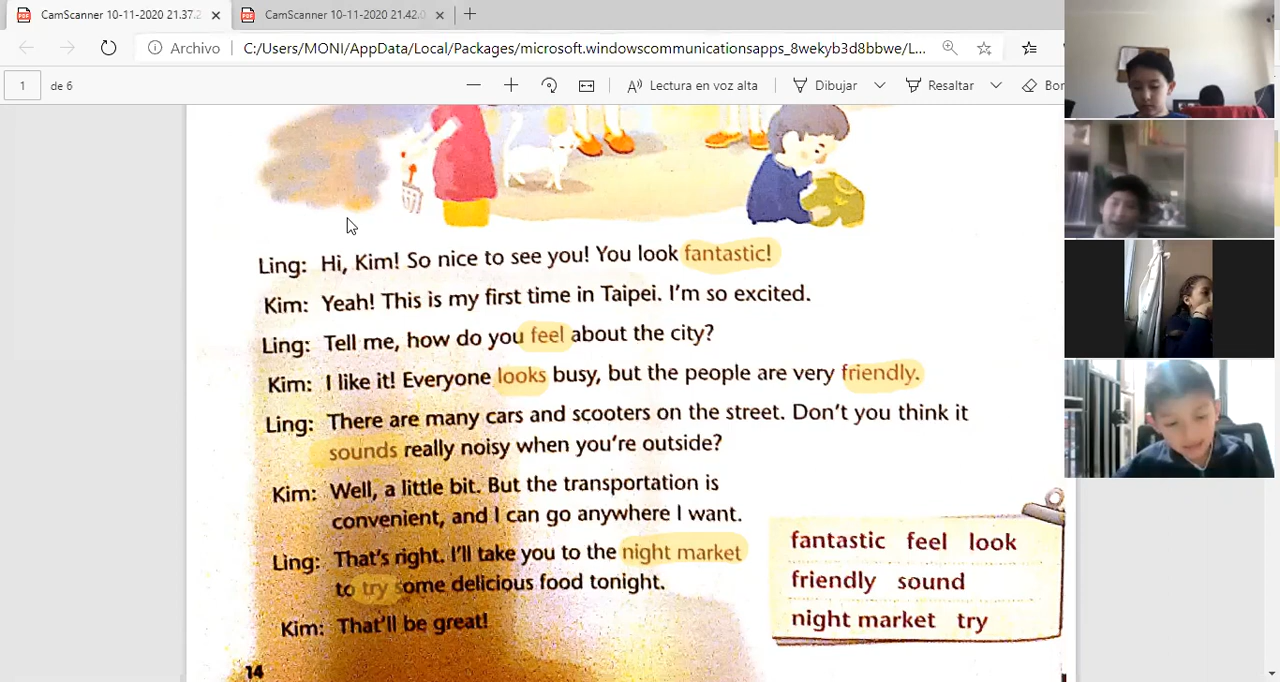 CamScanner 10-11-2020 21.37.2
CamScanner 10-11-2020 21.42.0
Archivo
C:/Users/MONI/AppData/Local/Packages/microsoft.windowscommunicationsapps_8wekyb3d8bbwe/L...
1 de 6
Lectura en voz alta
Dibujar
Resaltar
Bor
Ling: Hi, Kim! So nice to see you! You look fantastic!
Kim: Yeah! This is my first time in Taipei. I'm so excited.
Ling: Tell me, how do you feel about the city?
Kim: I like it! Everyone looks busy, but the people are very friendly.
Ling: There are many cars and scooters on the street. Don't you think it
sounds really noisy when you're outside?
Kim: Well, a little bit. But the transportation is
convenient, and I can go anywhere I want.
Ling: That's right. I'll take you to the night market
to try some delicious food tonight.
Kim: That'll be great!
fantastic feel look
friendly sound
night market try
14